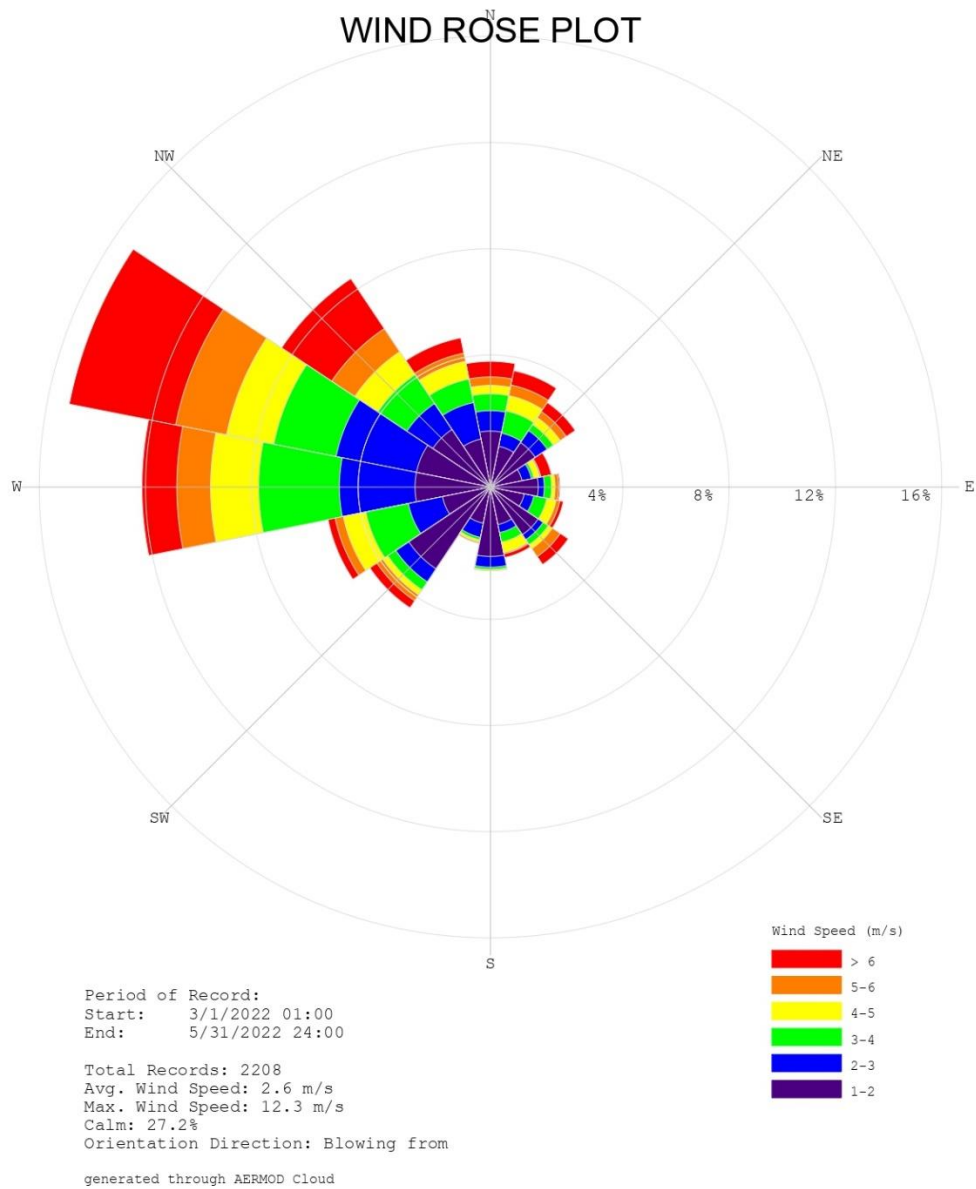 N
WIND ROSE PLOT
NW
NE
W
4%
8%
12%
16%
E
SW
SE
S
Wind Speed (m/s)
> 6
5-6
4-5
3-4
2-3
1-2
Period of Record:
Start: 3/1/2022 01:00
End: 5/31/2022 24:00
Total Records: 2208
Avg. Wind Speed: 2.6 m/s
Max. Wind Speed: 12.3 m/s
Calm: 27.2%
Orientation Direction: Blowing from
generated through AERMOD Cloud